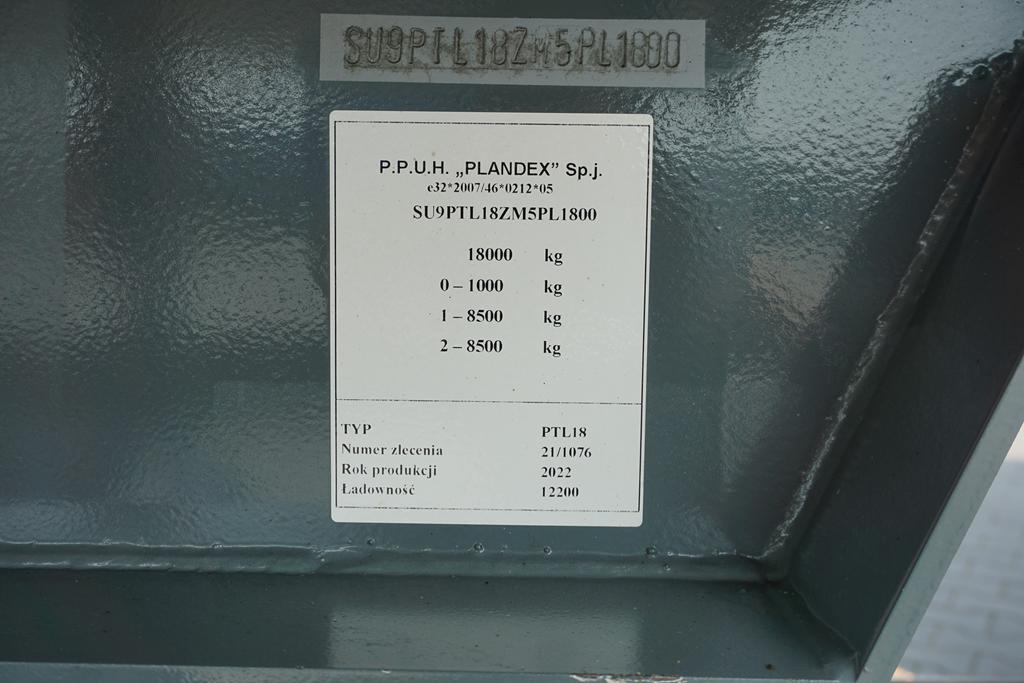 SU9PTL18ZM5PL1800
P.P.U.H. „PLANDEX” Sp.j.
e32*2007/46*0212*05
SU9PTL18ZM5PL1800
18000 kg
0 – 1000 kg
1 – 8500 kg
2 – 8500 kg
TYP PTL18
Numer zlecenia 21/1076
Rok produkcji 2022
Ładowność 12200